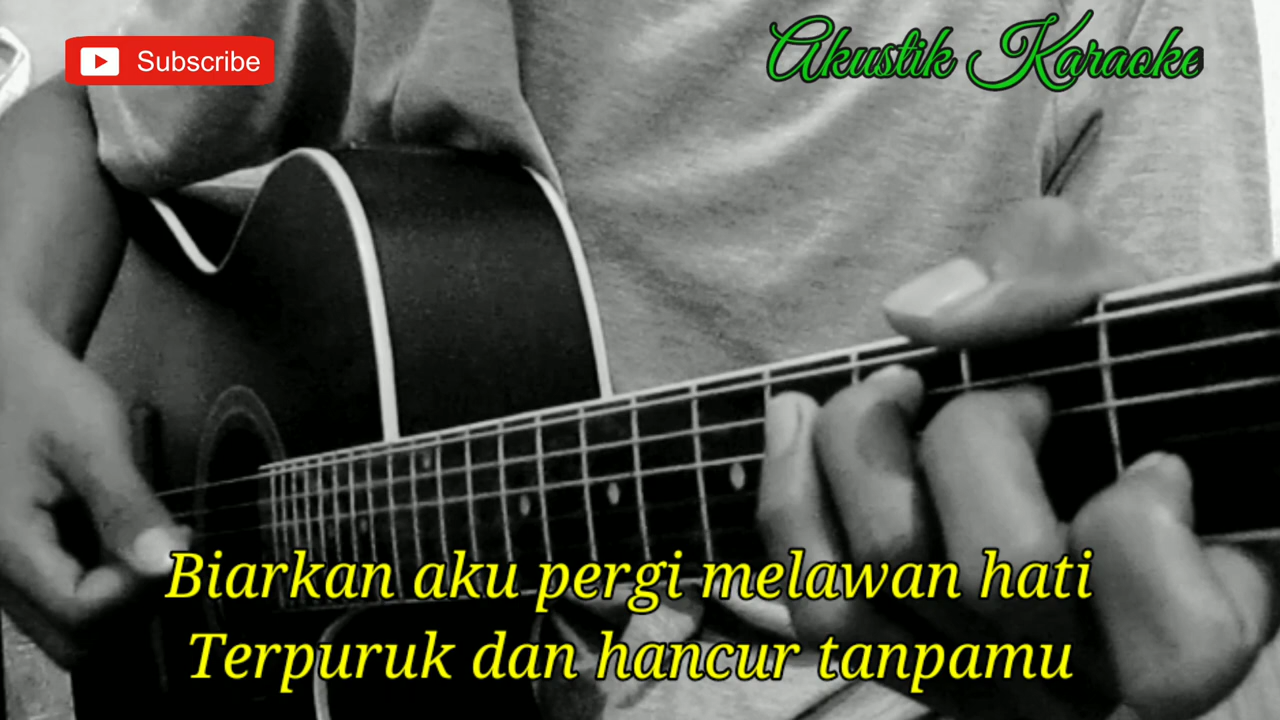 Subscribe
Akustik Karaoke
Biarkan aku pergi melawan hati
Terpuruk dan hancur tanpamu